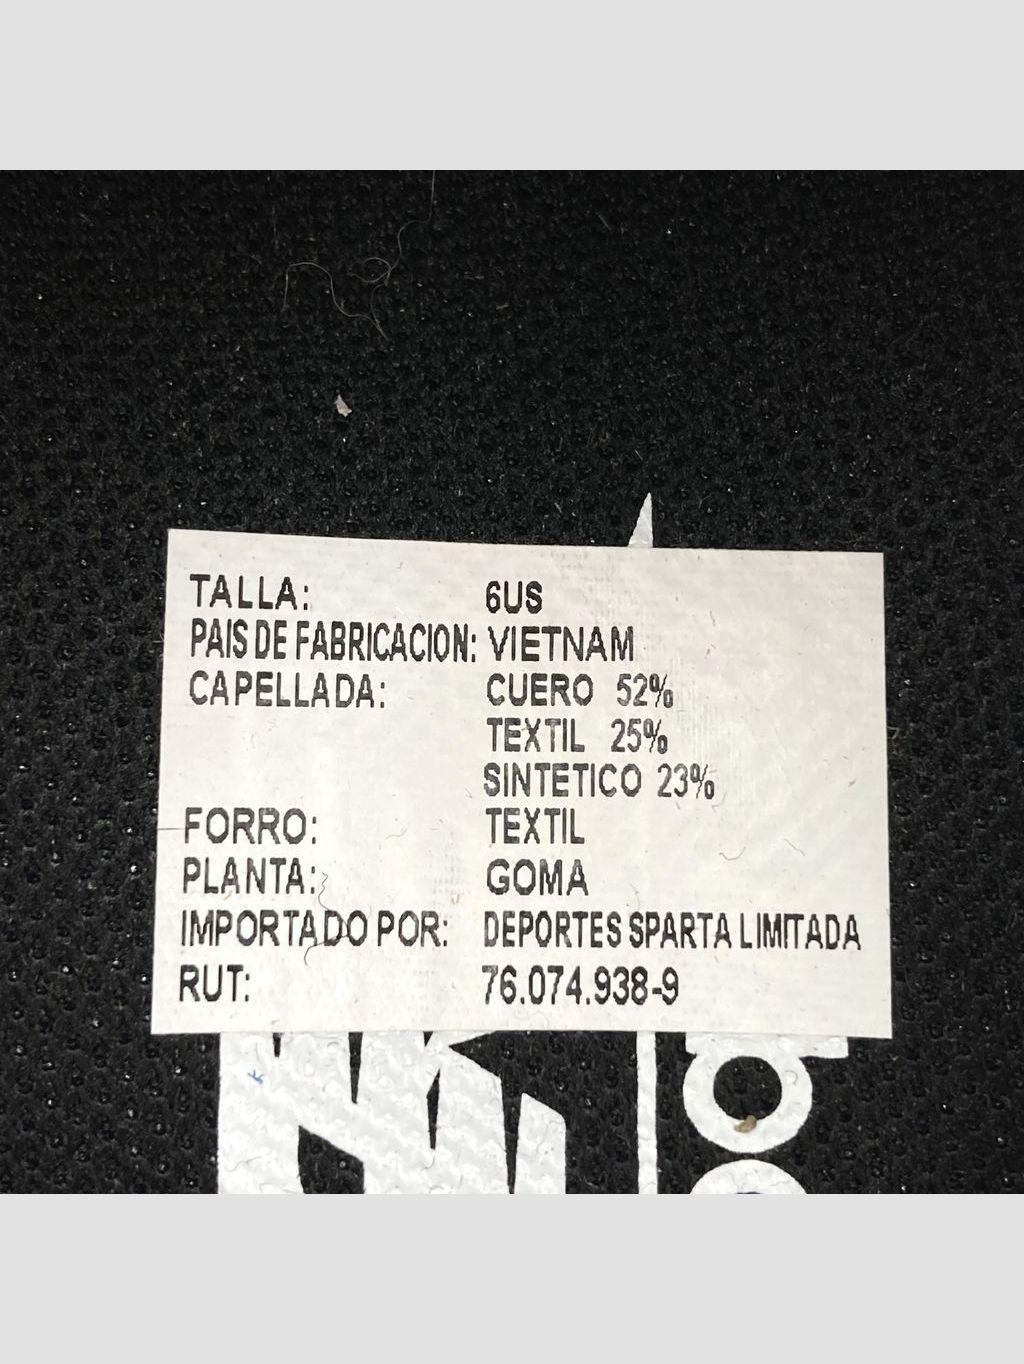 TALLA: 6US
PAIS DE FABRICACION: VIETNAM
CAPELLADA: CUERO 52%
TEXTIL 25%
SINTETICO 23%
FORRO: TEXTIL
PLANTA: GOMA
IMPORTADO POR: DEPORTES SPARTA LIMITADA
RUT: 76.074.938-9